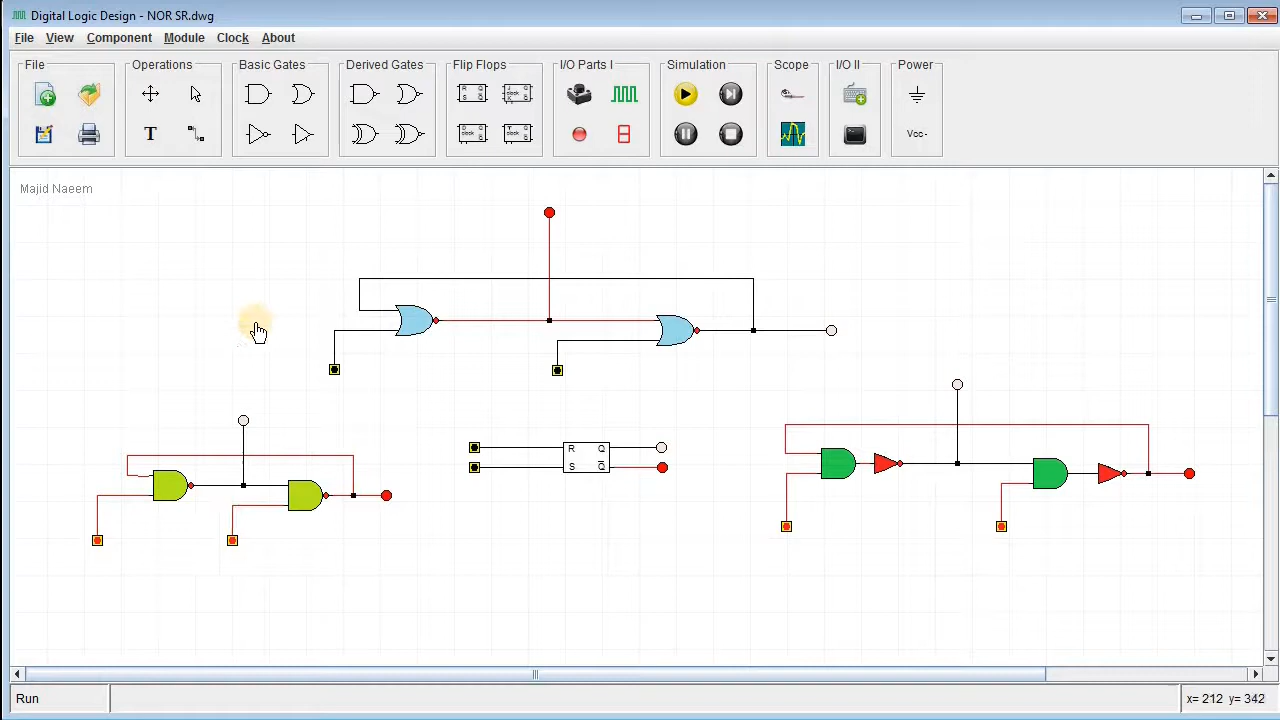 Digital Logic Design - NOR SR.dwg
File View Component Module Clock About
File Operations Basic Gates Derived Gates Flip Flops I/O Parts I Simulation Scope I/O II Power
T
Vcc-
Majid Naeem
R Q
S Q
Run
x= 212 y= 342